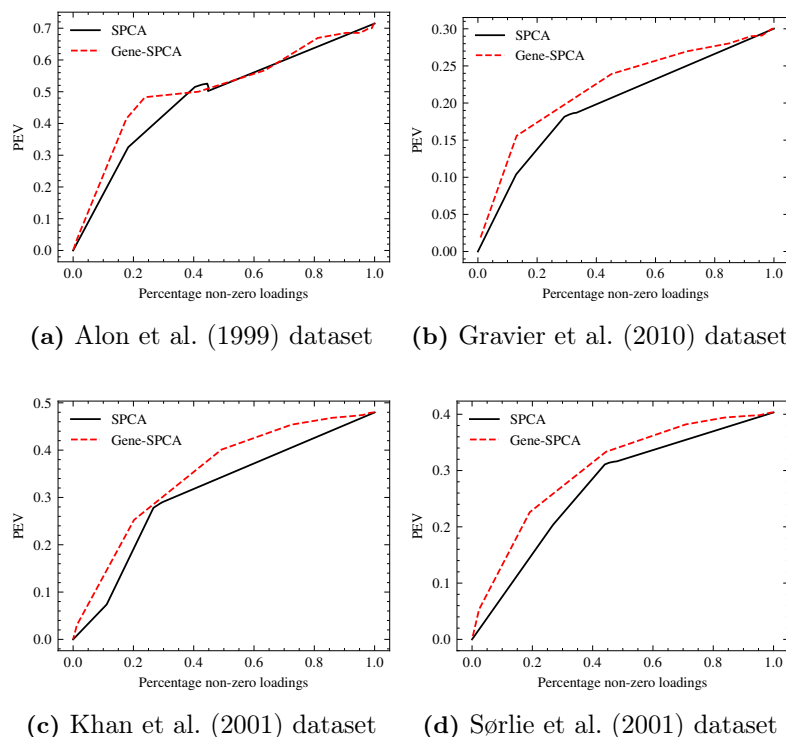 0.7
0.6
0.5
0.4
0.3
0.2
0.1
0.0
PEV
SPCA
Gene-SPCA
0.0 0.2 0.4 0.6 0.8 1.0
Percentage non-zero loadings
(a) Alon et al. (1999) dataset
0.30
0.25
0.20
0.15
0.10
0.05
0.00
PEV
SPCA
Gene-SPCA
0.0 0.2 0.4 0.6 0.8 1.0
Percentage non-zero loadings
(b) Gravier et al. (2010) dataset
0.5
0.4
0.3
0.2
0.1
0.0
PEV
SPCA
Gene-SPCA
0.0 0.2 0.4 0.6 0.8 1.0
Percentage non-zero loadings
(c) Khan et al. (2001) dataset
0.4
0.3
0.2
0.1
0.0
PEV
SPCA
Gene-SPCA
0.0 0.2 0.4 0.6 0.8 1.0
Percentage non-zero loadings
(d) Sørlie et al. (2001) dataset